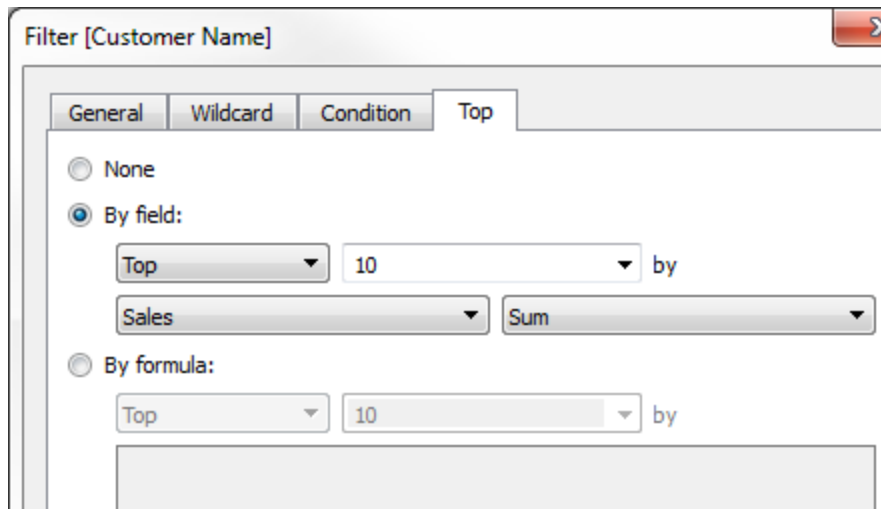 Filter [Customer Name]
General Wildcard Condition Top
None
By field:
Top 10 by
Sales Sum
By formula:
Top 10 by